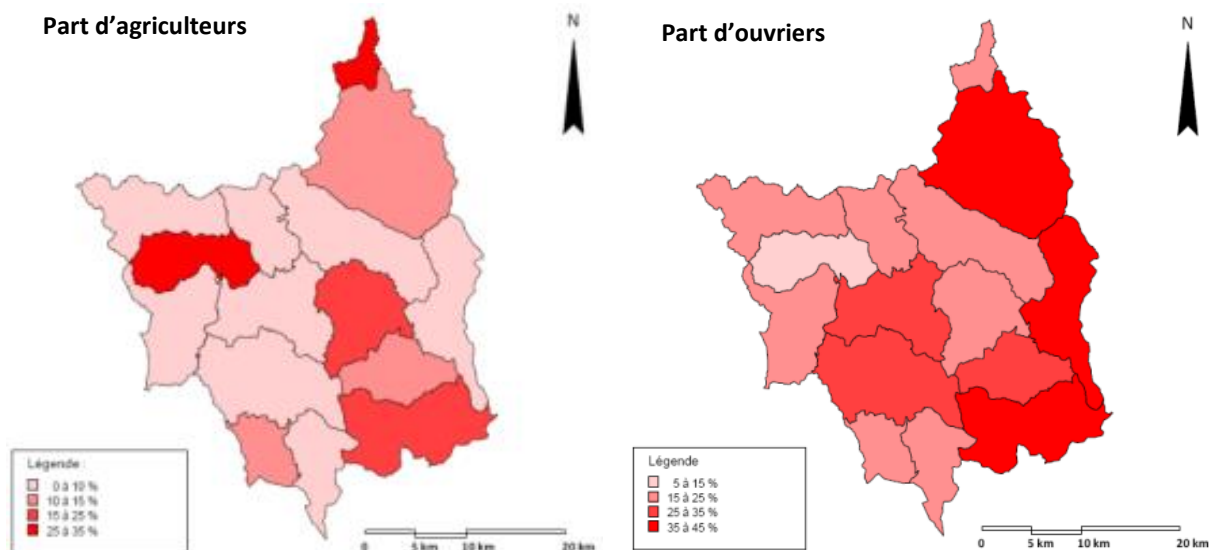 Part d'agriculteurs
N
Légende :
0 à 10 %
10 à 15 %
15 à 25 %
25 à 35 %
0 5 km 10 km 20 km
Part d'ouvriers
N
Légende
5 à 15 %
15 à 25 %
25 à 35 %
35 à 45 %
0 5 km 10 km 20 km